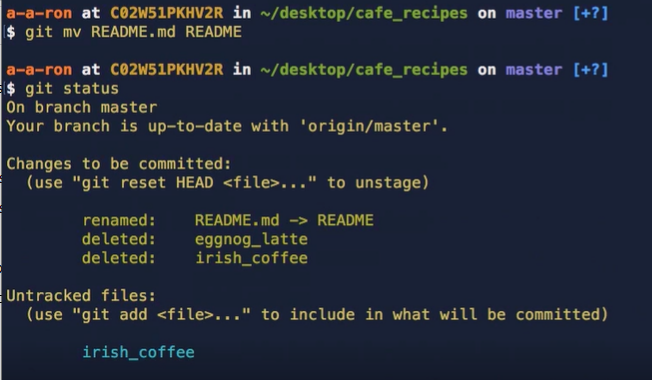 a-a-ron at C02W51PKHV2R in ~/desktop/cafe_recipes on master [+?]
$ git mv README.md README
a-a-ron at C02W51PKHV2R in ~/desktop/cafe_recipes on master [+?]
$ git status
On branch master
Your branch is up-to-date with 'origin/master'.
Changes to be committed:
(use "git reset HEAD <file>..." to unstage)
renamed: README.md -> README
deleted: eggnog_latte
deleted: irish_coffee
Untracked files:
(use "git add <file>..." to include in what will be committed)
irish_coffee